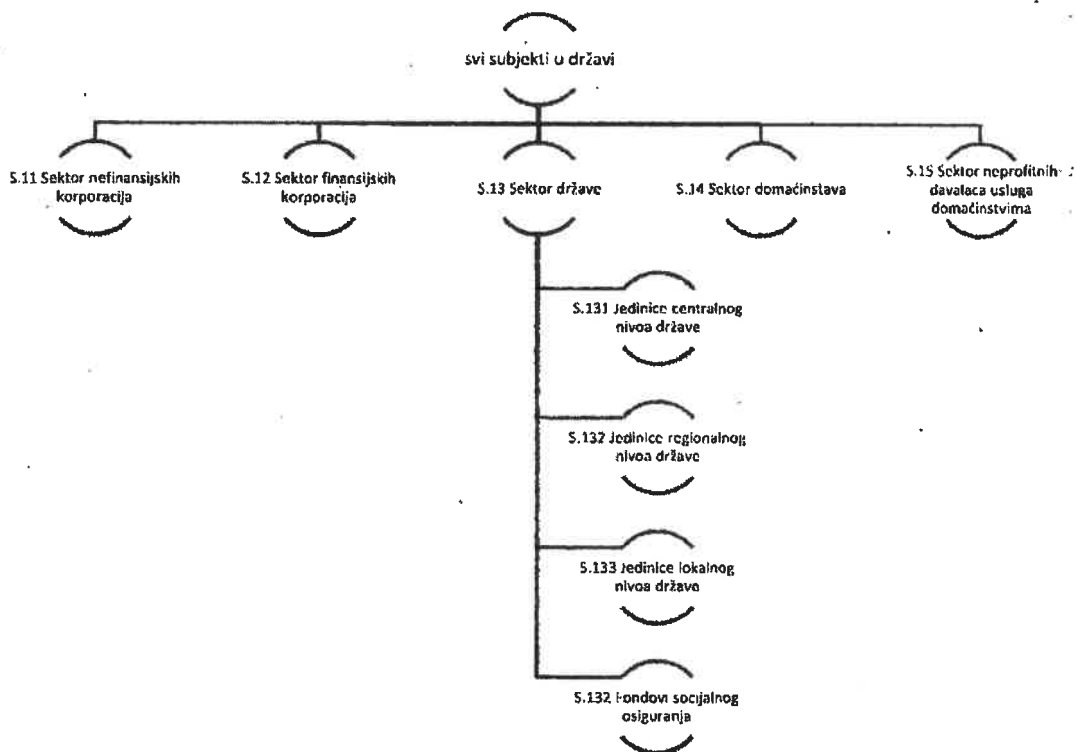 svi subjekti u državi
S.11 Sektor nefinansijskih
korporacija
S.12 Sektor finansijskih
korporacija
S.13 Sektor države
S.14 Sektor domaćinstava
S.15 Sektor neprofitnih
davalaca usluga
domaćinstvima
S.131 Jedinice centralnog
nivoa države
S.132 Jedinice regionalnog
nivoa države
S.133 Jedinice lokalnog
nivoa države
S.132 Fondovi socijalnog
osiguranja